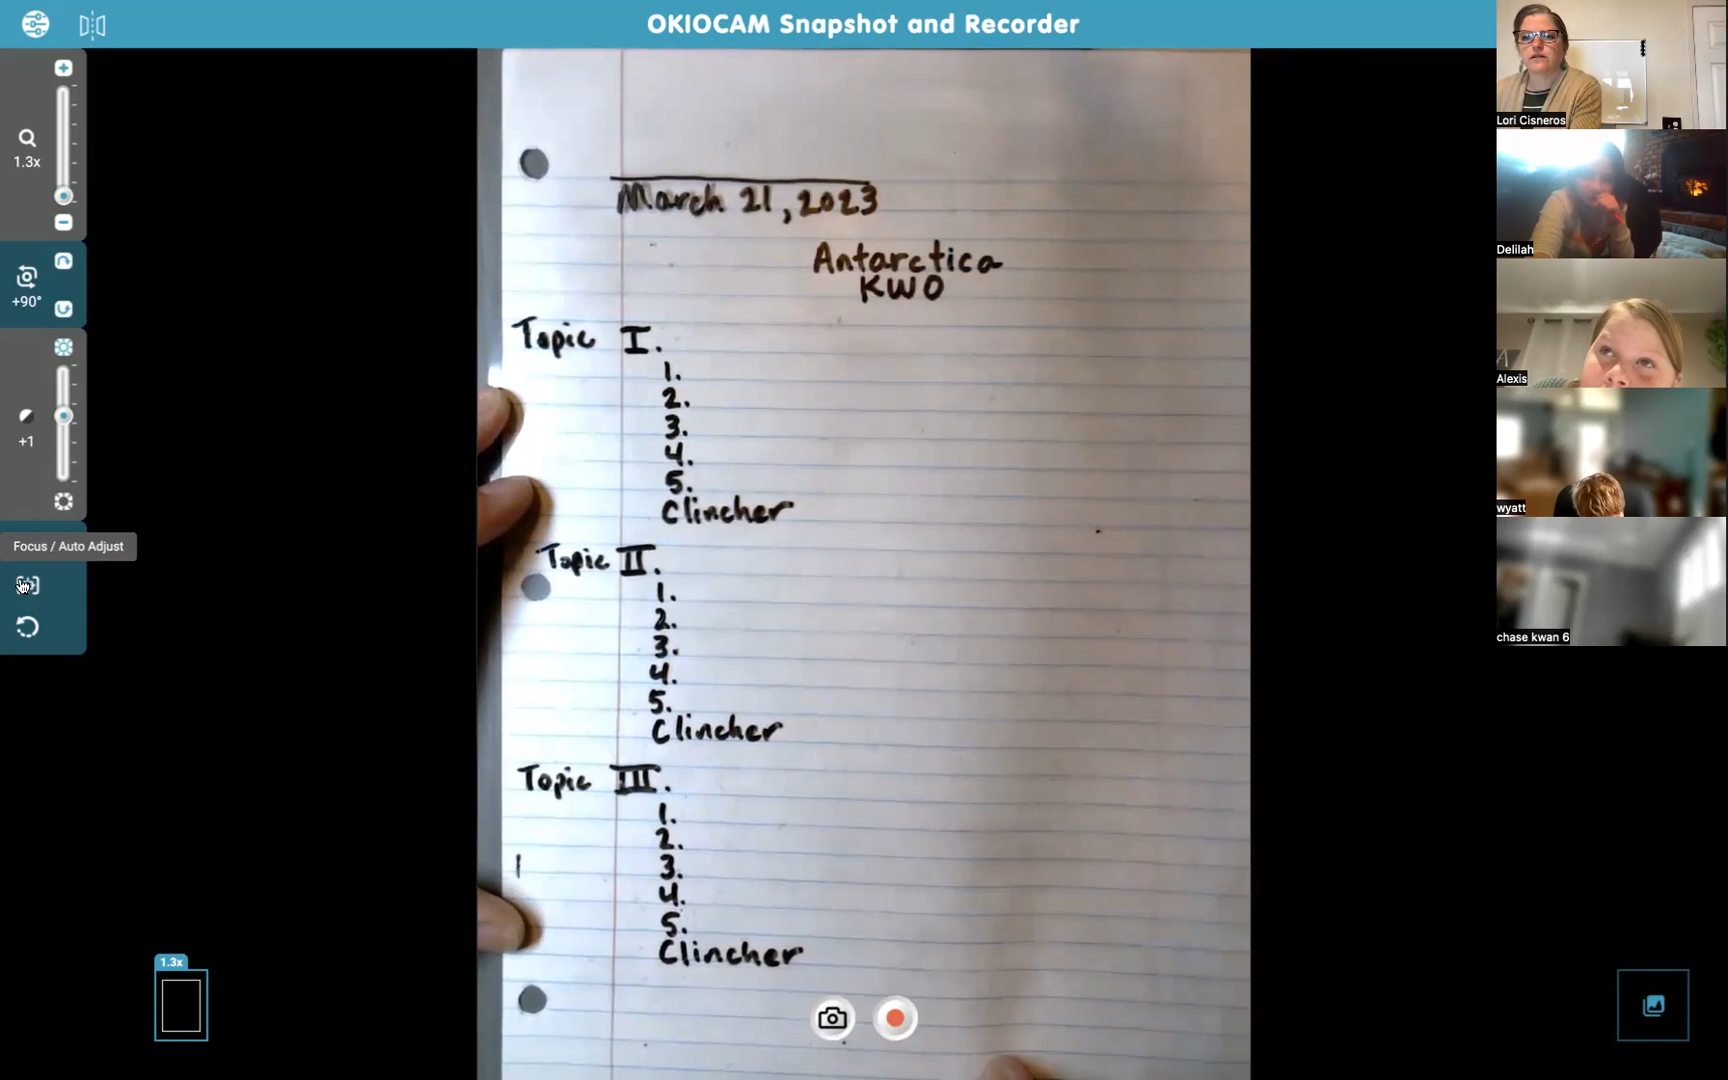 OKIOCAM Snapshot and Recorder
1.3x
+90°
+1
Focus / Auto Adjust
1.3x
March 21, 2023
Antarctica
KWO
Topic I.
1.
2.
3.
4.
5.
Clincher
Topic II.
1.
2.
3.
4.
5.
Clincher
Topic III.
1.
2.
3.
4.
5.
Clincher
Lori Cisneros
Delilah
Alexis
wyatt
chase kwan 6